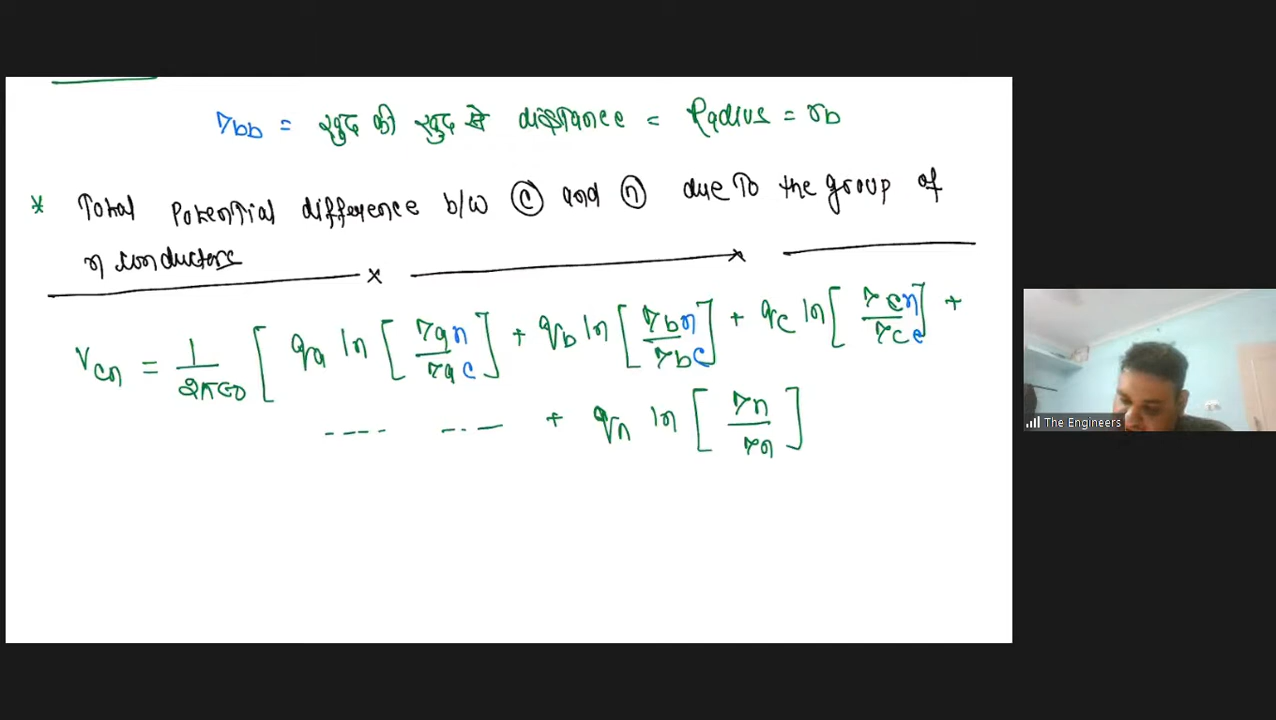 rbb = खुद की खुद से distance = Radius = rb
* Total Potential difference b/w (c) and (n) due To the group of
n conductors
Vcn = 1/2πε0 [ qa ln [ran/rac] + qb ln [rbn/rbc] + qc ln [rcn/rcc] +
---- ---- + qn ln [rn/rn]
The Engineers